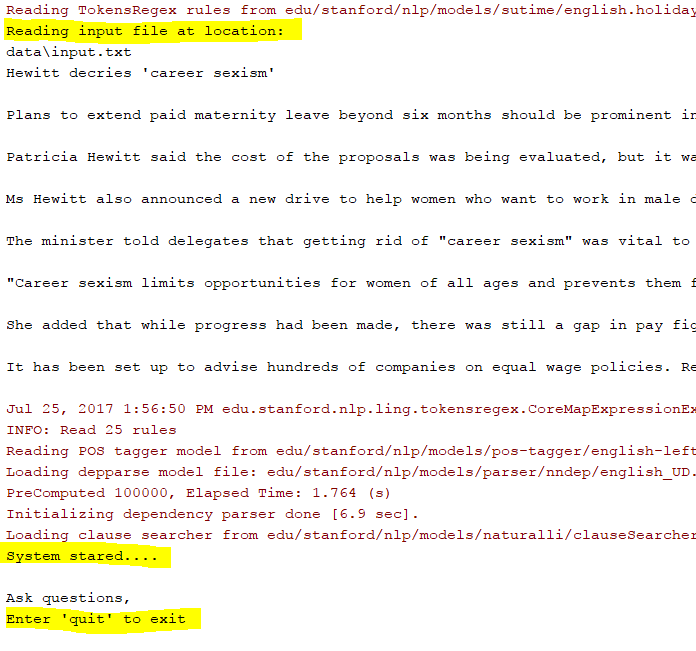 Reading TokensRegex rules from edu/stanford/nlp/models/sutime/english.holiday
Reading input file at location:
data\input.txt
Hewitt decries 'career sexism'
Plans to extend paid maternity leave beyond six months should be prominent in
Patricia Hewitt said the cost of the proposals was being evaluated, but it wa
Ms Hewitt also announced a new drive to help women who want to work in male d
The minister told delegates that getting rid of "career sexism" was vital to
"Career sexism limits opportunities for women of all ages and prevents them f
She added that while progress had been made, there was still a gap in pay fig
It has been set up to advise hundreds of companies on equal wage policies. Re
Jul 25, 2017 1:56:50 PM edu.stanford.nlp.ling.tokensregex.CoreMapExpressionEx
INFO: Read 25 rules
Reading POS tagger model from edu/stanford/nlp/models/pos-tagger/english-left
Loading depparse model file: edu/stanford/nlp/models/parser/nndep/english_UD.
PreComputed 100000, Elapsed Time: 1.764 (s)
Initializing dependency parser done [6.9 sec].
Loading clause searcher from edu/stanford/nlp/models/naturalli/clauseSearcher
System stared....
Ask questions,
Enter 'quit' to exit